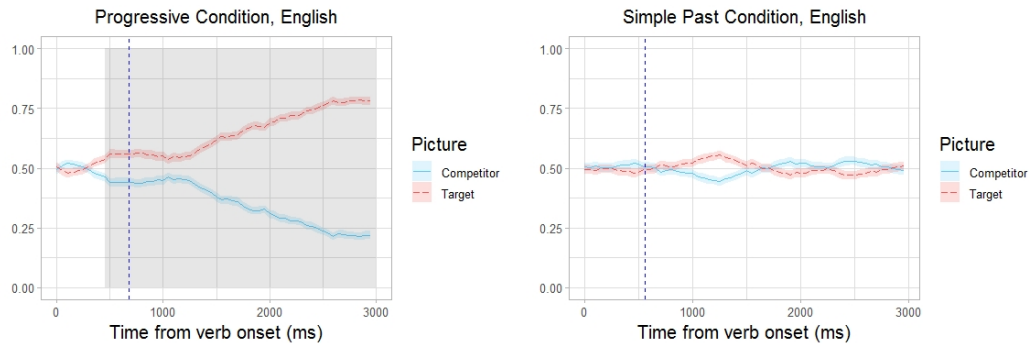 Progressive Condition, English
1.00
0.75
0.50
0.25
0.00
0
1000
2000
3000
Time from verb onset (ms)
Picture
Competitor
Target
Simple Past Condition, English
1.00
0.75
0.50
0.25
0.00
0
1000
2000
3000
Time from verb onset (ms)
Picture
Competitor
Target